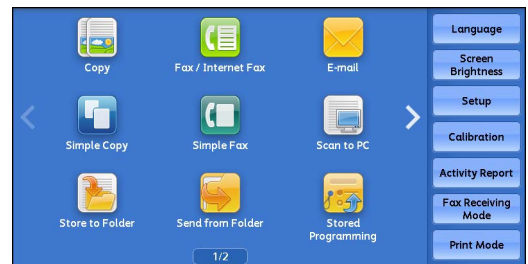 Copy
Fax / Internet Fax
E-mail
Simple Copy
Simple Fax
Scan to PC
Store to Folder
Send from Folder
Stored
Programming
1/2
Language
Screen
Brightness
Setup
Calibration
Activity Report
Fax Receiving
Mode
Print Mode